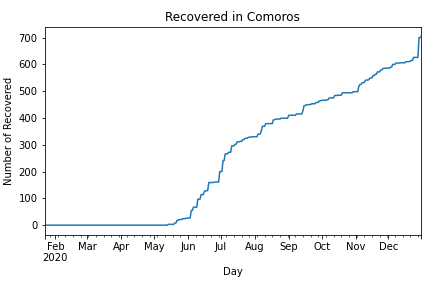 Recovered in Comoros
Number of Recovered
700
600
500
400
300
200
100
0
Feb Mar Apr May Jun Jul Aug Sep Oct Nov Dec
2020
Day